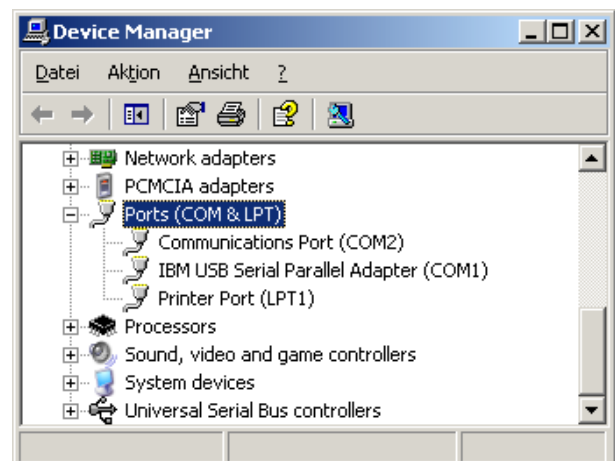 Device Manager
Datei Aktion Ansicht ?
Network adapters
PCMCIA adapters
Ports (COM & LPT)
Communications Port (COM2)
IBM USB Serial Parallel Adapter (COM1)
Printer Port (LPT1)
Processors
Sound, video and game controllers
System devices
Universal Serial Bus controllers